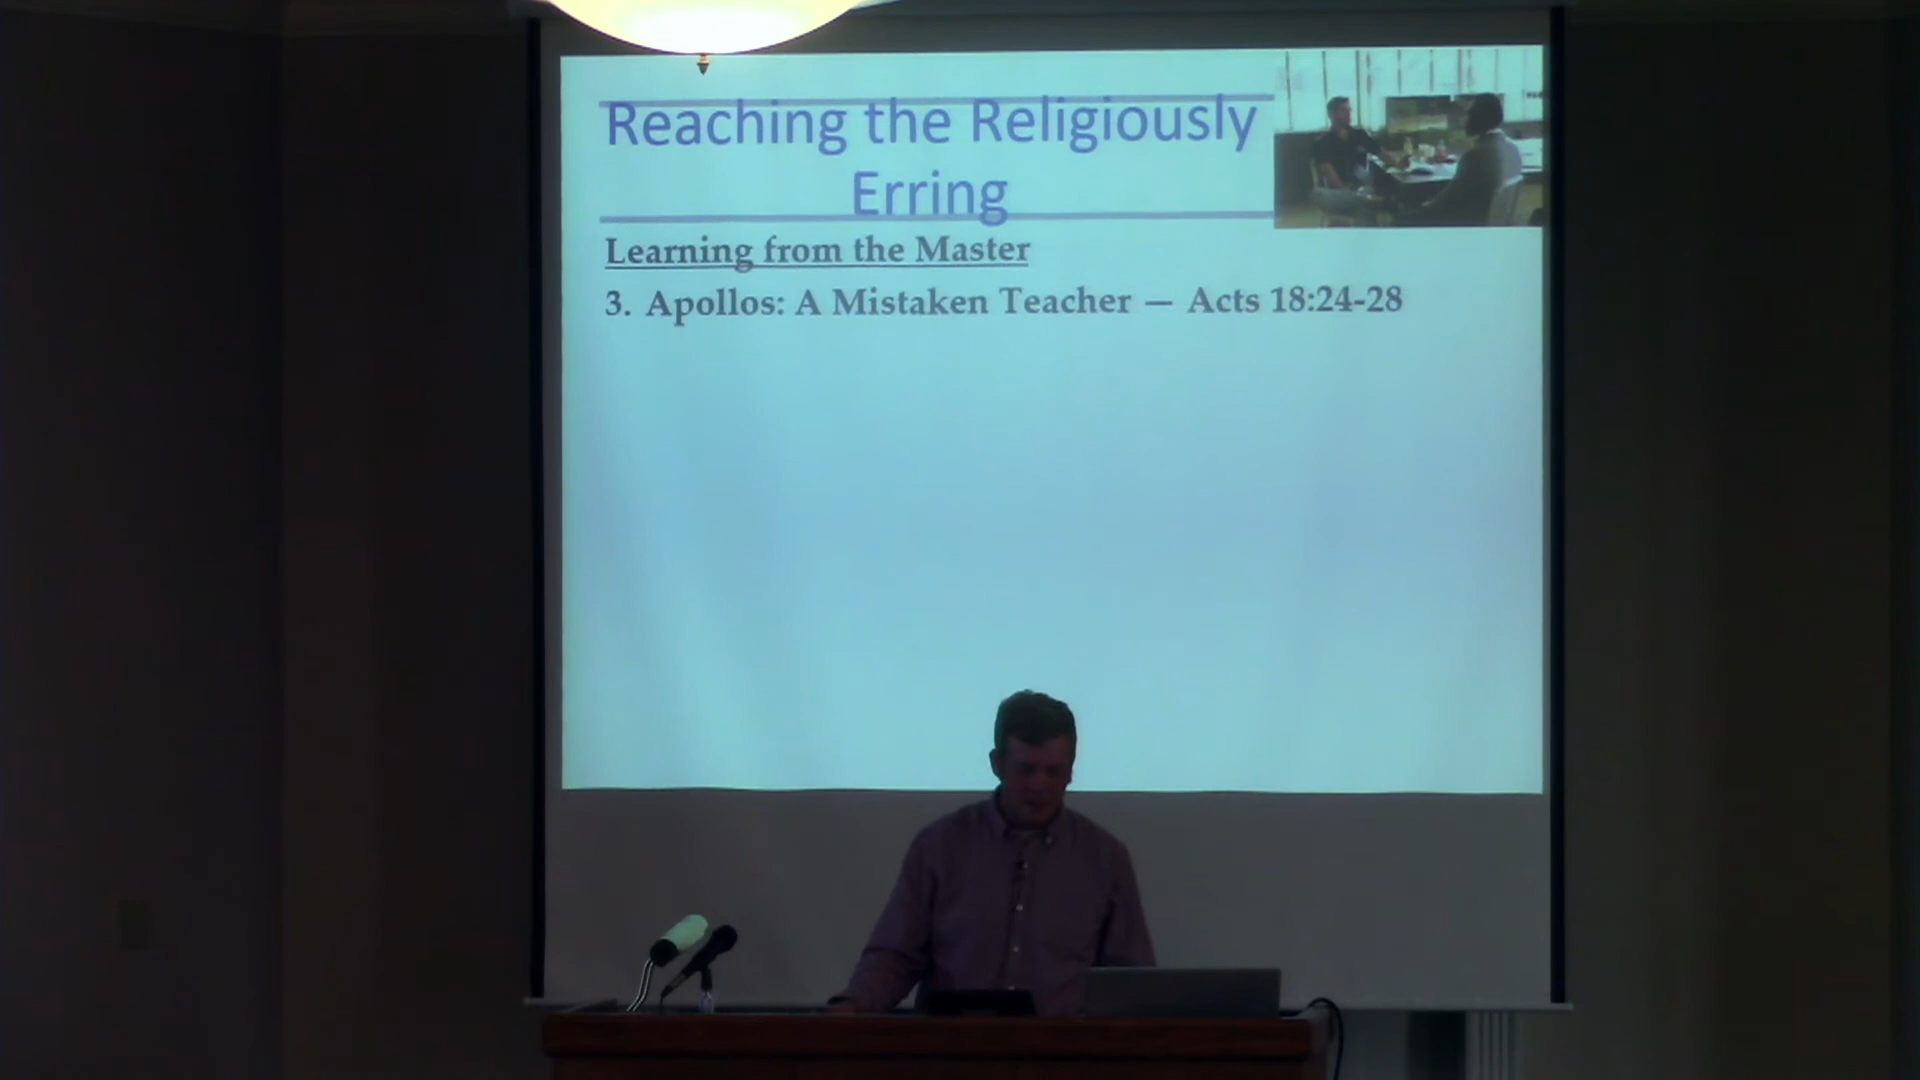 Reaching the Religiously
Erring
Learning from the Master
3. Apollos: A Mistaken Teacher — Acts 18:24-28